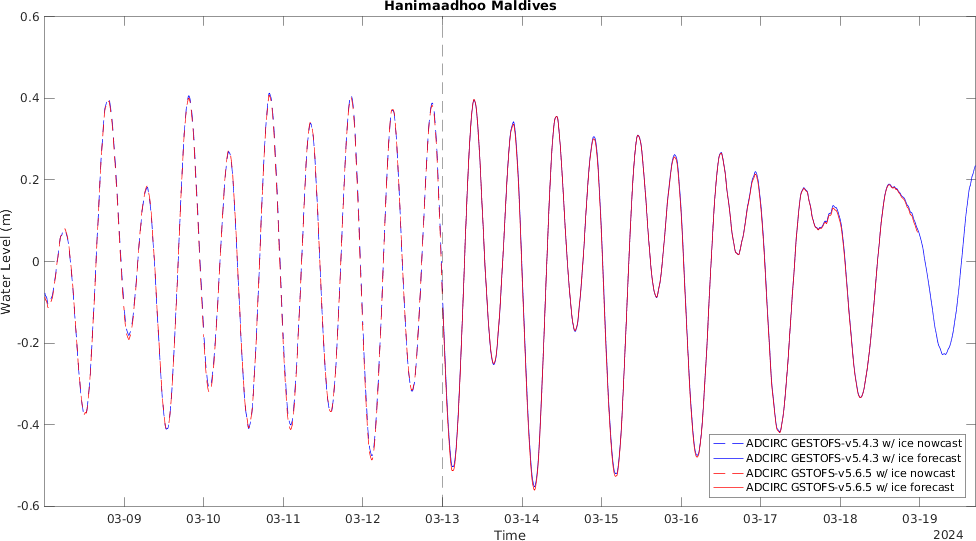 Hanimaadhoo Maldives
0.6
0.4
0.2
0
-0.2
-0.4
-0.6
Water Level (m)
03-09 03-10 03-11 03-12 03-13 03-14 03-15 03-16 03-17 03-18 03-19
Time
2024
ADCIRC GESTOFS-v5.4.3 w/ ice nowcast
ADCIRC GESTOFS-v5.4.3 w/ ice forecast
ADCIRC GSTOFS-v5.6.5 w/ ice nowcast
ADCIRC GSTOFS-v5.6.5 w/ ice forecast